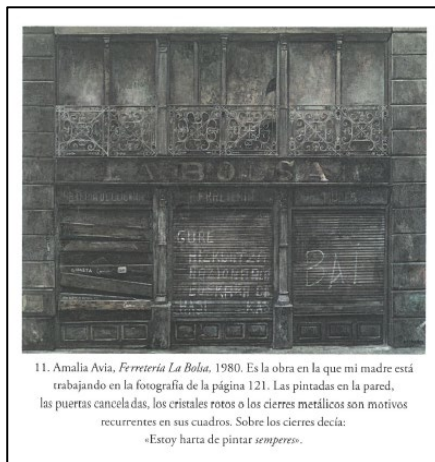 LA BOLSA
GURE
BAI
11. Amalia Avia, Ferretería La Bolsa, 1980. Es la obra en la que mi madre está
trabajando en la fotografía de la página 121. Las pintadas en la pared,
las puertas canceladas, los cristales rotos o los cierres metálicos son motivos
recurrentes en sus cuadros. Sobre los cierres decía:
«Estoy harta de pintar semperes».